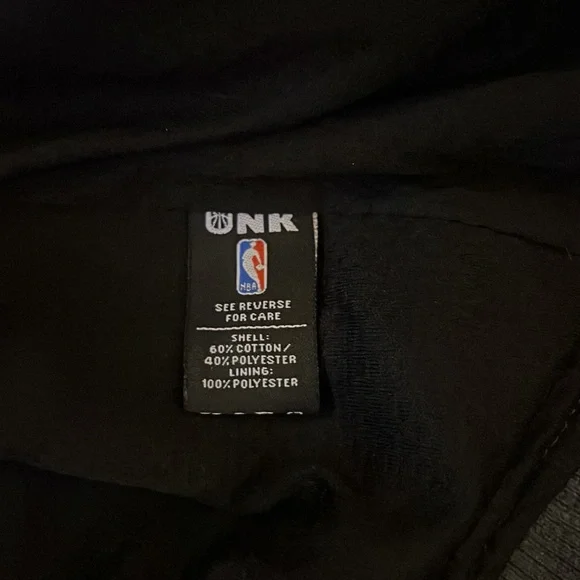 UNK
NBA
SEE REVERSE
FOR CARE
SHELL:
60% COTTON/
40% POLYESTER
LINING:
100% POLYESTER